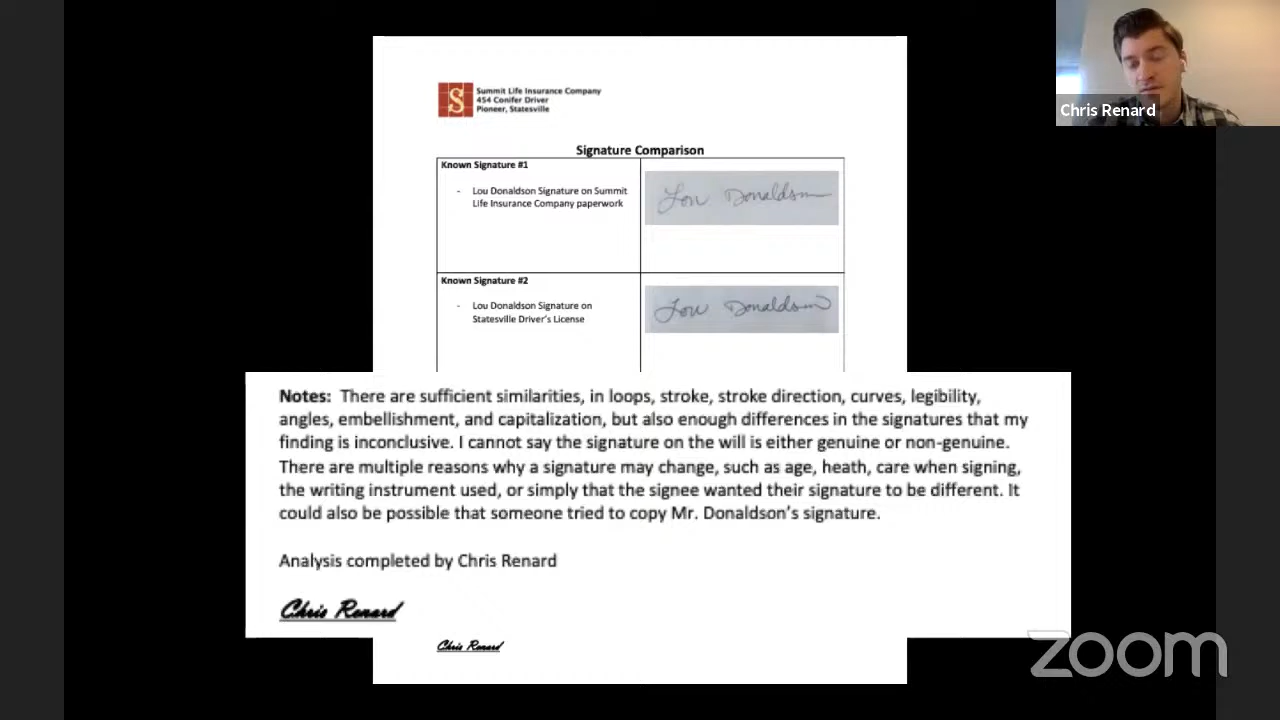 Chris Renard
Summit Life Insurance Company
454 Conifer Driver
Pioneer, Statesville
Signature Comparison
Known Signature #1
- Lou Donaldson Signature on Summit
Life Insurance Company paperwork
Lou Donaldson
Known Signature #2
- Lou Donaldson Signature on
Statesville Driver's License
Lou Donaldson
Notes: There are sufficient similarities, in loops, stroke, stroke direction, curves, legibility,
angles, embellishment, and capitalization, but also enough differences in the signatures that my
finding is inconclusive. I cannot say the signature on the will is either genuine or non-genuine.
There are multiple reasons why a signature may change, such as age, heath, care when signing,
the writing instrument used, or simply that the signee wanted their signature to be different. It
could also be possible that someone tried to copy Mr. Donaldson's signature.
Analysis completed by Chris Renard
Chris Renard
Chris Renard
zoom